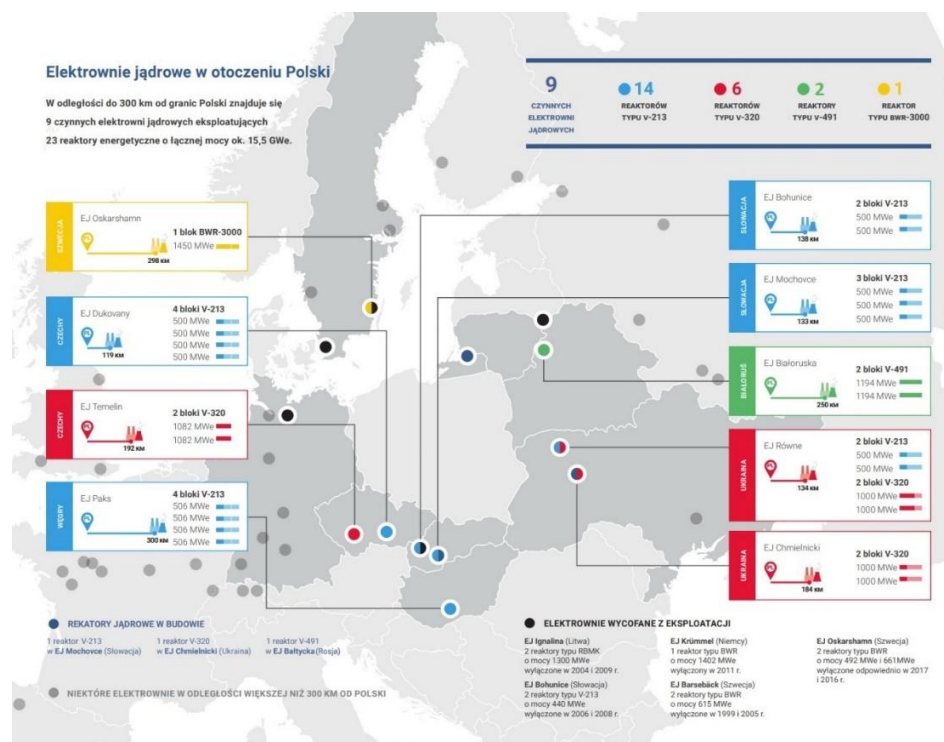 Elektrownie jądrowe w otoczeniu Polski
W odległości do 300 km od granic Polski znajduje się
9 czynnych elektrowni jądrowych eksploatujących
23 reaktory energetyczne o łącznej mocy ok. 15,5 GWe.
9
CZYNNYCH
ELEKTROWNI
JĄDROWYCH
14
REAKTORÓW
TYPU V-213
6
REAKTORÓW
TYPU V-320
2
REAKTORY
TYPU V-491
1
REAKTOR
TYPU BWR-3000
SZWECJA
EJ Oskarshamn
1 blok BWR-3000
1450 MWe
298 KM
CZECHY
EJ Dukovany
4 bloki V-213
500 MWe
500 MWe
500 MWe
500 MWe
119 KM
CZECHY
EJ Temelin
2 bloki V-320
1082 MWe
1082 MWe
192 KM
WĘGRY
EJ Paks
4 bloki V-213
506 MWe
506 MWe
506 MWe
506 MWe
300 KM
SŁOWACJA
EJ Bohunice
2 bloki V-213
500 MWe
500 MWe
138 KM
SŁOWACJA
EJ Mochovce
3 bloki V-213
500 MWe
500 MWe
500 MWe
133 KM
BIAŁORUŚ
EJ Białoruska
2 bloki V-491
1194 MWe
1194 MWe
250 KM
UKRAINA
EJ Równe
2 bloki V-213
500 MWe
500 MWe
2 bloki V-320
1000 MWe
1000 MWe
134 KM
UKRAINA
EJ Chmielnicki
2 bloki V-320
1000 MWe
1000 MWe
184 KM
REKATORY JĄDROWE W BUDOWIE
1 reaktor V-213
w EJ Mochovce (Słowacja)
1 reaktor V-320
w EJ Chmielnicki (Ukraina)
1 reaktor V-491
w EJ Bałtycka (Rosja)
NIEKTÓRE ELEKTROWNIE W ODLEGŁOŚCI WIĘKSZEJ NIŻ 300 KM OD POLSKI
ELEKTROWNIE WYCOFANE Z EKSPLOATACJI
EJ Ignalina (Litwa)
2 reaktory typu RBMK
o mocy 1300 MWe
wyłączone w 2004 i 2009 r.
EJ Bohunice (Słowacja)
2 reaktory typu V-213
o mocy 440 MWe
wyłączone w 2006 i 2008 r.
EJ Krümmel (Niemcy)
1 reaktor typu BWR
o mocy 1402 MWe
wyłączony w 2011 r.
EJ Barsebäck (Szwecja)
2 reaktory typu BWR
o mocy 615 MWe
wyłączone w 1999 i 2005 r.
EJ Oskarshamn (Szwecja)
2 reaktory typu BWR
o mocy 492 MWe i 661MWe
wyłączone odpowiednio w 2017
i 2016 r.